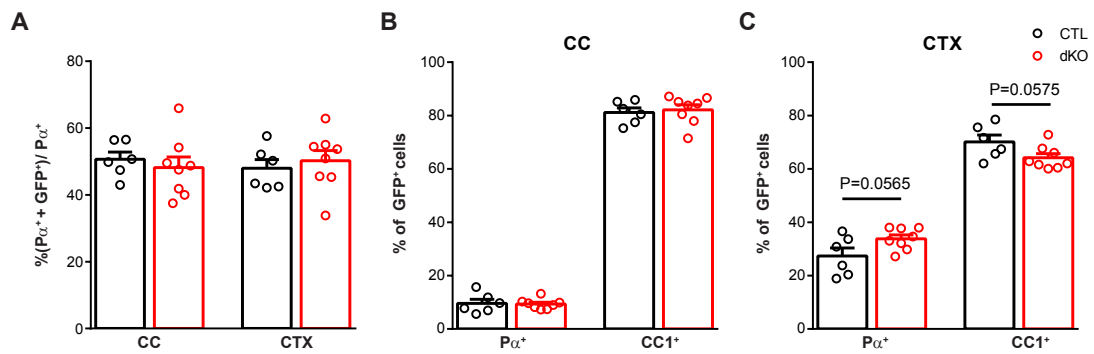 A
%(Pα⁺ + GFP⁺)/ Pα⁺
80
60
40
20
0
CC
CTX
B
CC
% of GFP⁺ cells
100
80
60
40
20
0
Pα⁺
CC1⁺
C
CTX
CTL
dKO
% of GFP⁺ cells
100
80
60
40
20
0
P=0.0565
P=0.0575
Pα⁺
CC1⁺